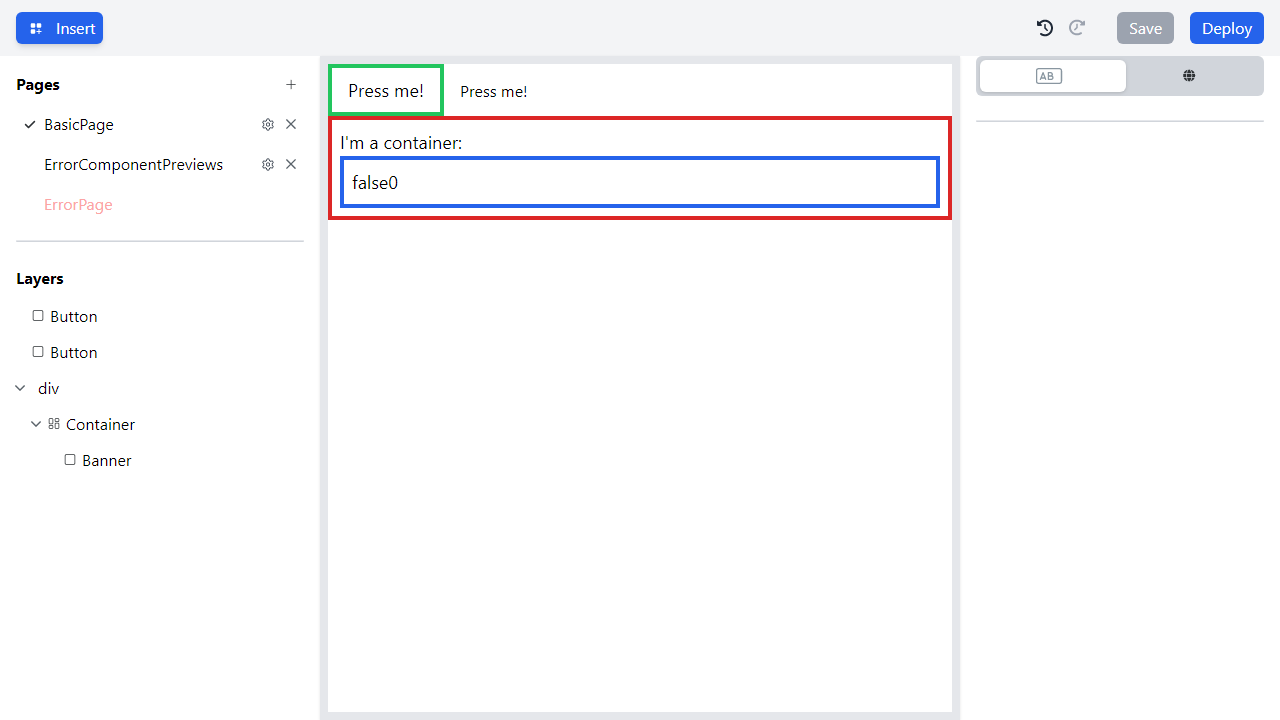 Insert
Save
Deploy
Pages
BasicPage
ErrorComponentPreviews
ErrorPage
Layers
Button
Button
div
Container
Banner
Press me!
Press me!
I'm a container:
false0
AB